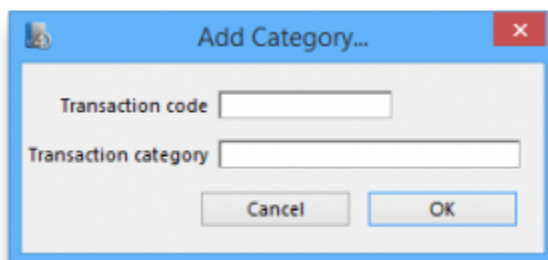 Add Category...
Transaction code
Transaction category
Cancel OK